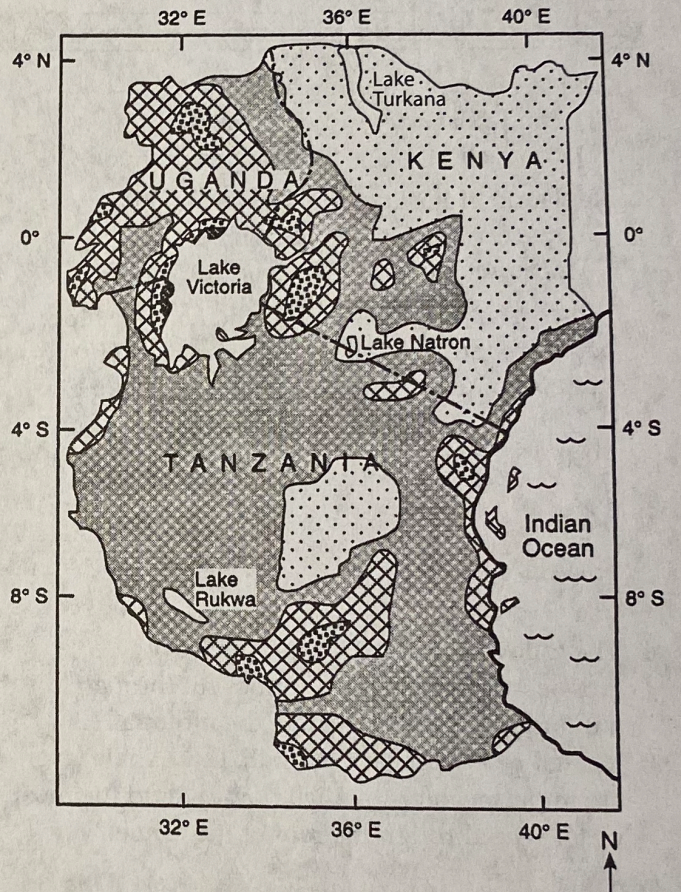 32° E 36° E 40° E
4° N 4° N
Lake
Turkana
KENYA
UGANDA
0° 0°
Lake
Victoria
Lake Natron
4° S 4° S
TANZANIA
Indian
Ocean
Lake
Rukwa
8° S 8° S
32° E 36° E 40° E
N